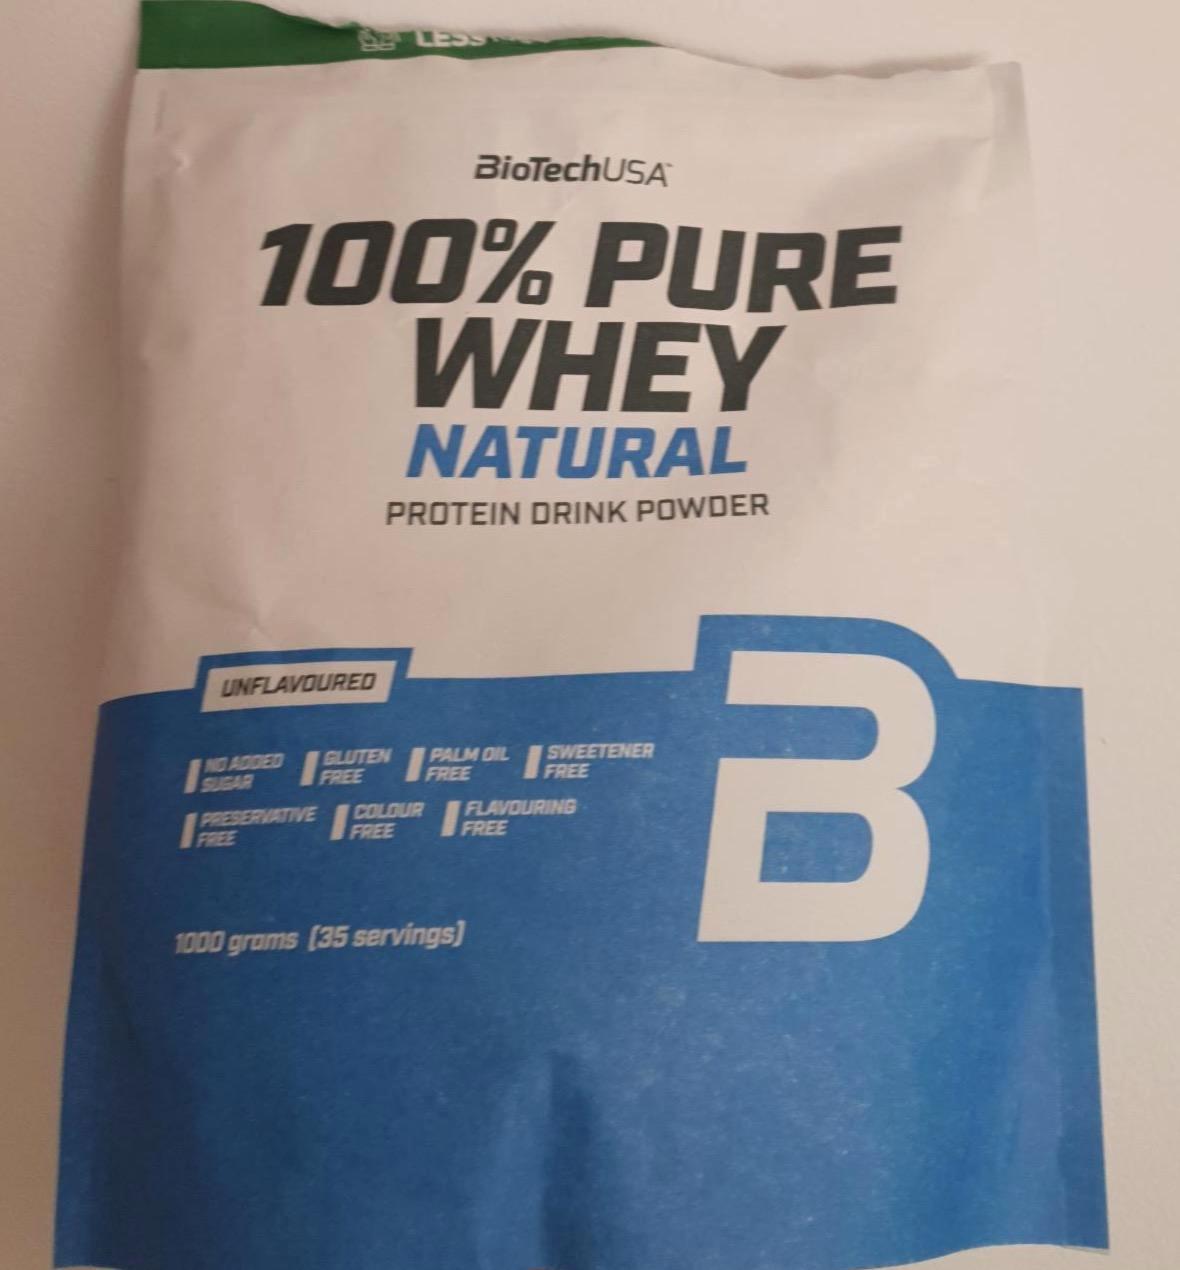 LESS
BioTechUSA™
100% PURE
WHEY
NATURAL
PROTEIN DRINK POWDER
UNFLAVOURED
NO ADDED
SUGAR
GLUTEN
FREE
PALM OIL
FREE
SWEETENER
FREE
PRESERVATIVE
FREE
COLOUR
FREE
FLAVOURING
FREE
1000 grams (35 servings)
B